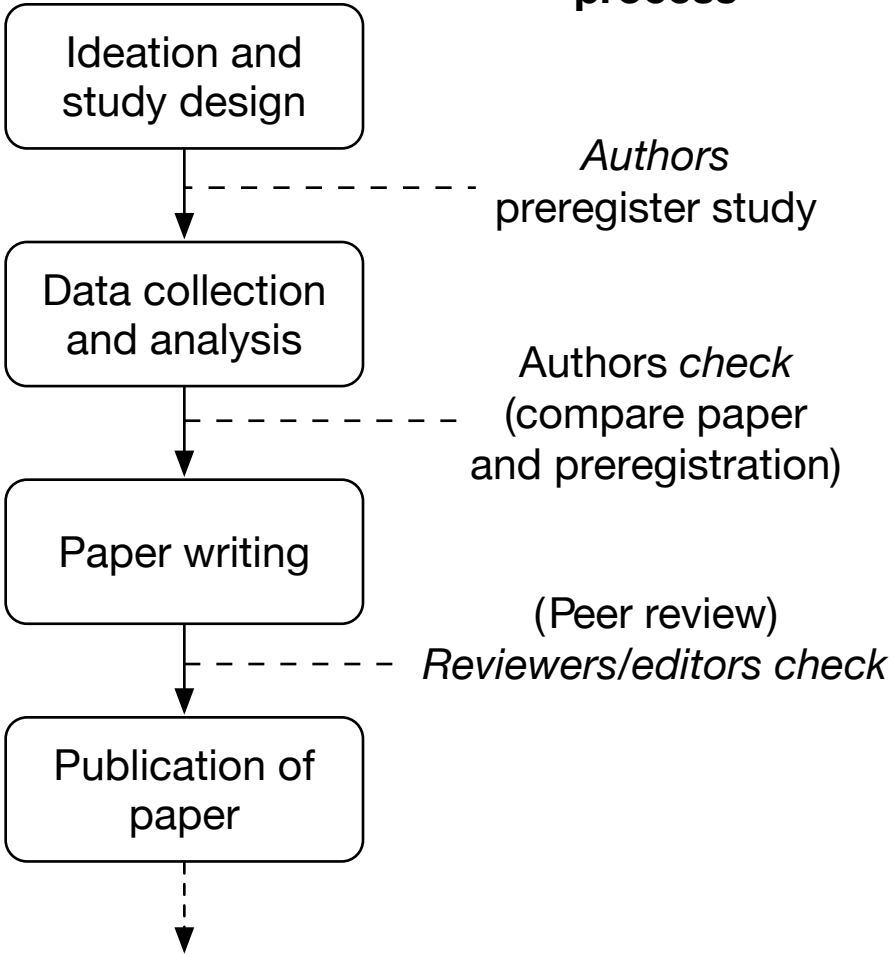 process
Ideation and
study design
Authors
preregister study
Data collection
and analysis
Authors check
(compare paper
and preregistration)
Paper writing
(Peer review)
Reviewers/editors check
Publication of
paper